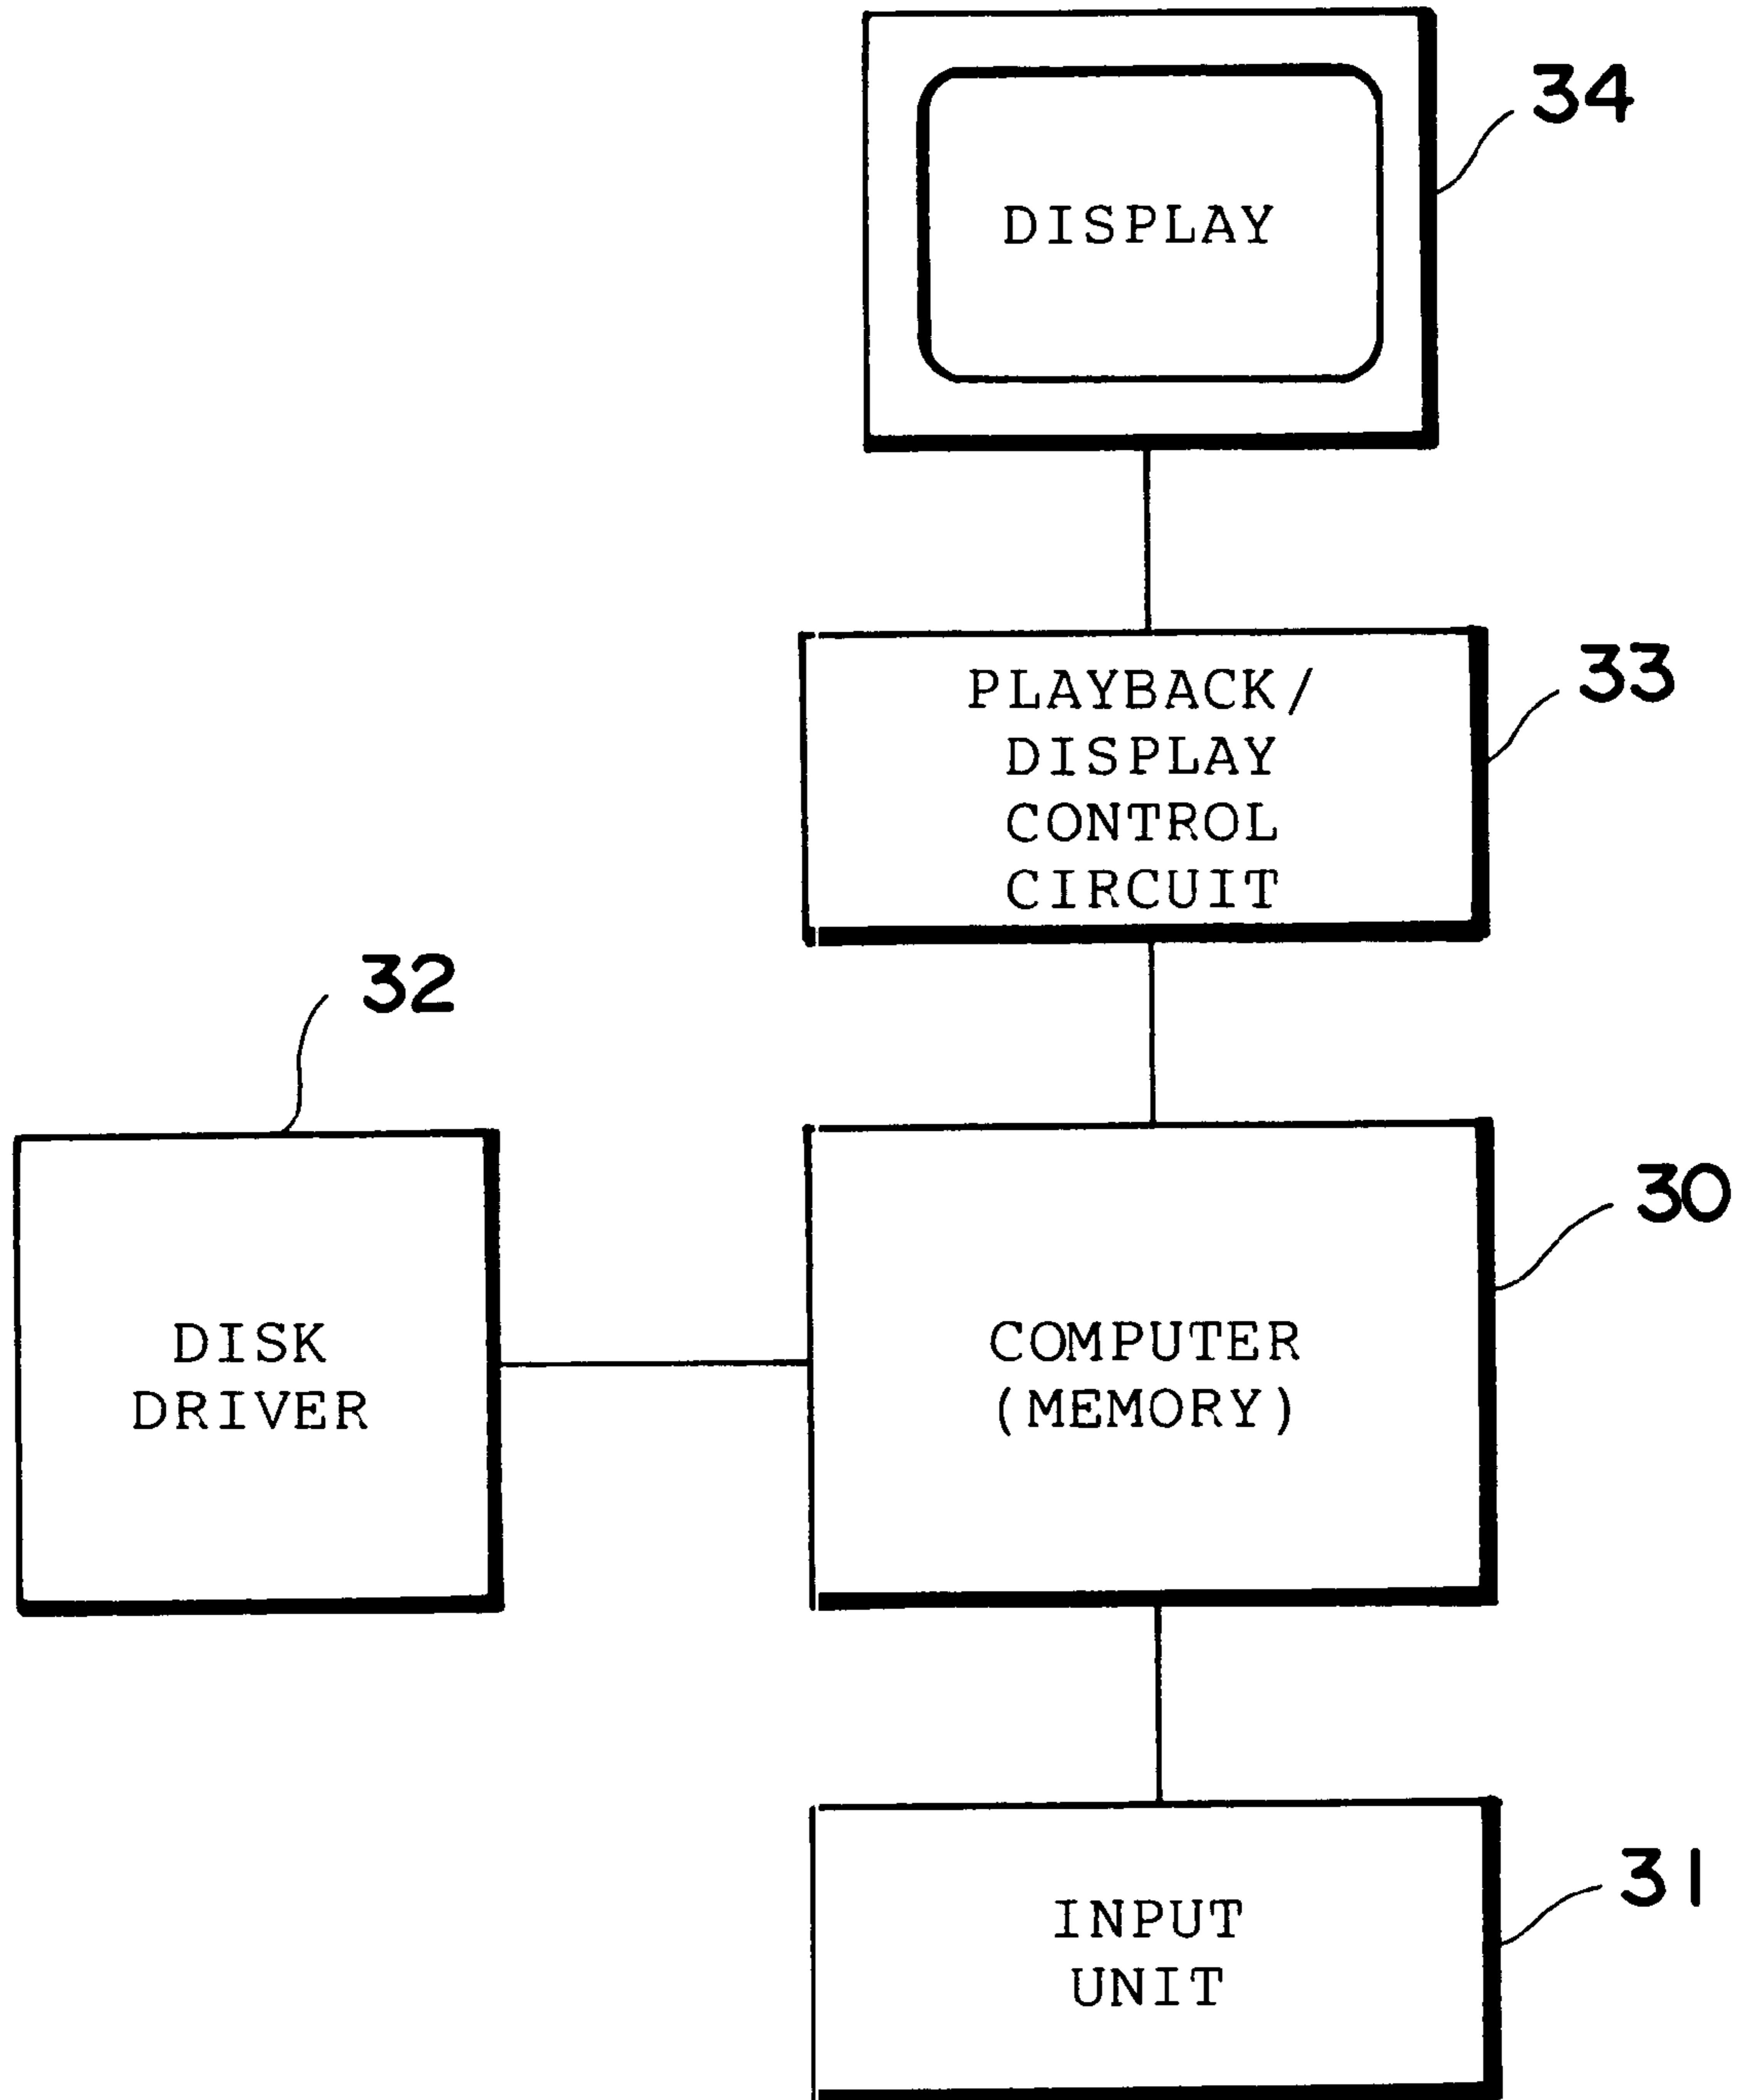 34
DISPLAY
33
PLAYBACK/
DISPLAY
CONTROL
CIRCUIT
32
30
DISK
DRIVER
COMPUTER
(MEMORY)
31
INPUT
UNIT